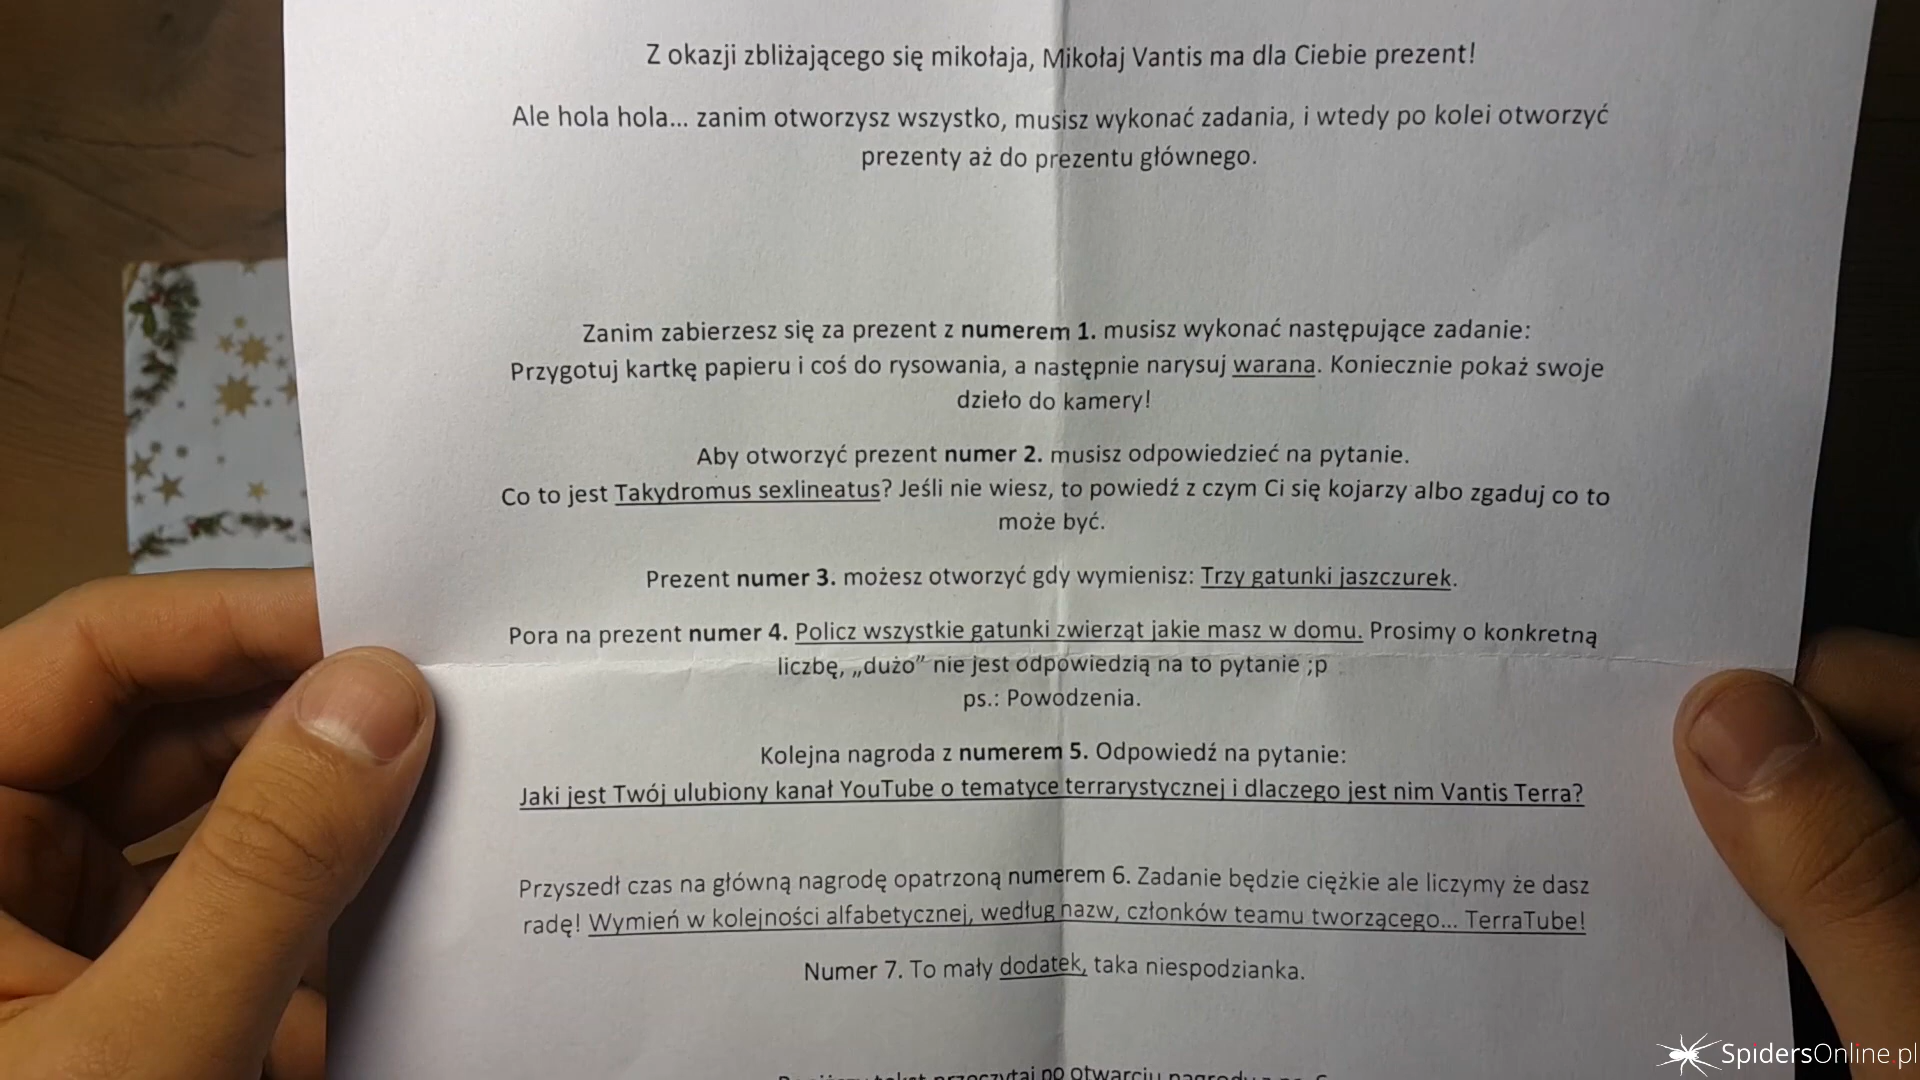 Z okazji zbliżającego się mikołaja, Mikołaj Vantis ma dla Ciebie prezent!
Ale hola hola... zanim otworzysz wszystko, musisz wykonać zadania, i wtedy po kolei otworzyć
prezenty aż do prezentu głównego.
Zanim zabierzesz się za prezent z numerem 1. musisz wykonać następujące zadanie:
Przygotuj kartkę papieru i coś do rysowania, a następnie narysuj warana. Koniecznie pokaż swoje
dzieło do kamery!
Aby otworzyć prezent numer 2. musisz odpowiedzieć na pytanie.
Co to jest Takydromus sexlineatus? Jeśli nie wiesz, to powiedź z czym Ci się kojarzy albo zgaduj co to
może być.
Prezent numer 3. możesz otworzyć gdy wymienisz: Trzy gatunki jaszczurek.
Pora na prezent numer 4. Policz wszystkie gatunki zwierząt jakie masz w domu. Prosimy o konkretną
liczbę, „dużo” nie jest odpowiedzią na to pytanie ;p
ps.: Powodzenia.
Kolejna nagroda z numerem 5. Odpowiedź na pytanie:
Jaki jest Twój ulubiony kanał YouTube o tematyce terrarystycznej i dlaczego jest nim Vantis Terra?
Przyszedł czas na główną nagrodę opatrzoną numerem 6. Zadanie będzie ciężkie ale liczymy że dasz
radę! Wymień w kolejności alfabetycznej, według nazw, członków teamu tworzącego... TerraTube!
Numer 7. To mały dodatek, taka niespodzianka.
tekst przeczytaj po otwarciu nagrody
SpidersOnline.pl